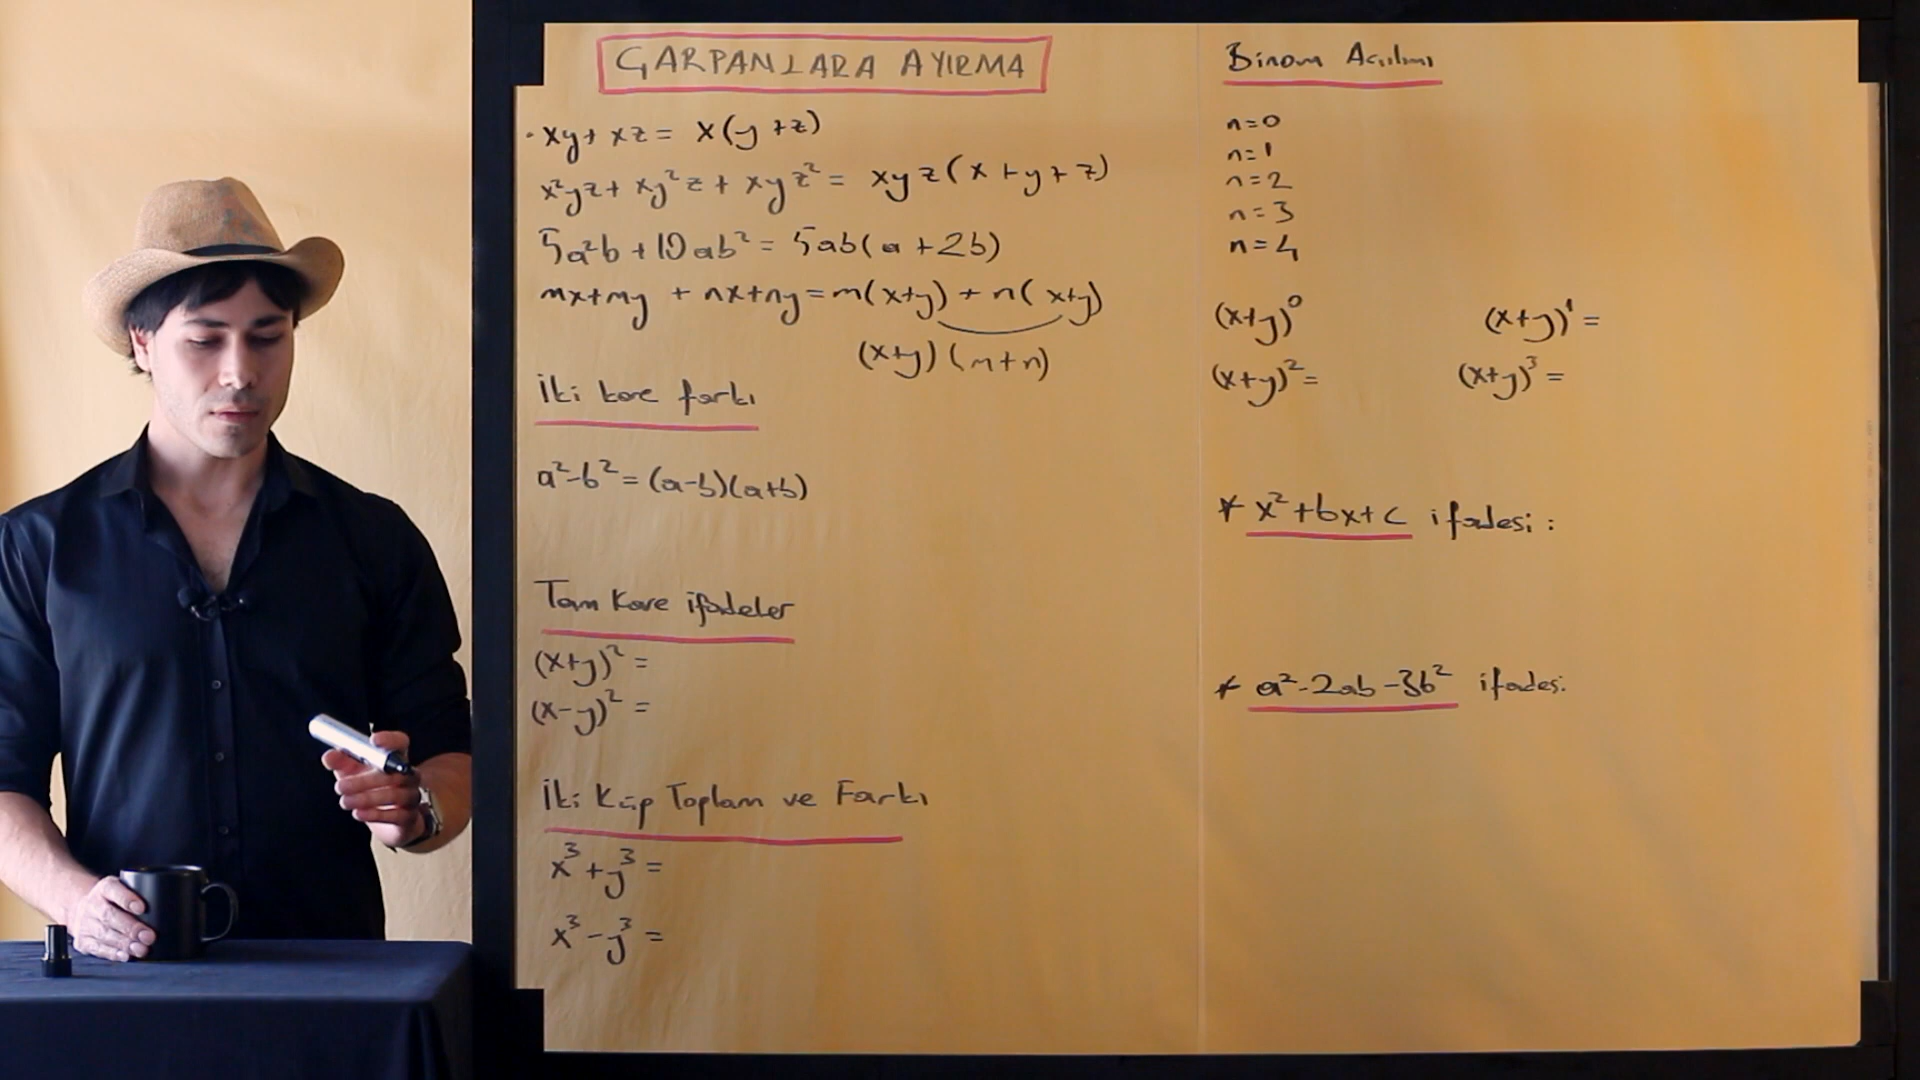 ÇARPANLARA AYIRMA
· xy + xz = x(y + z)
x²yz + xy²z + xyz² = xyz(x + y + z)
5a²b + 10ab² = 5ab(a + 2b)
mx+my + nx+ny = m(x+y) + n(x+y)
(x+y) (m+n)
İki kare farkı
a²-b² = (a-b)(a+b)
Tam Kare ifadeler
(x+y)² =
(x-y)² =
İki Küp Toplam ve Farkı
x³ + y³ =
x³ - y³ =
Binom Açılımı
n=0
n=1
n=2
n=3
n=4
(x+y)⁰ (x+y)¹ =
(x+y)² = (x+y)³ =
* x²+bx+c ifadesi :
* a²-2ab-3b² ifadesi